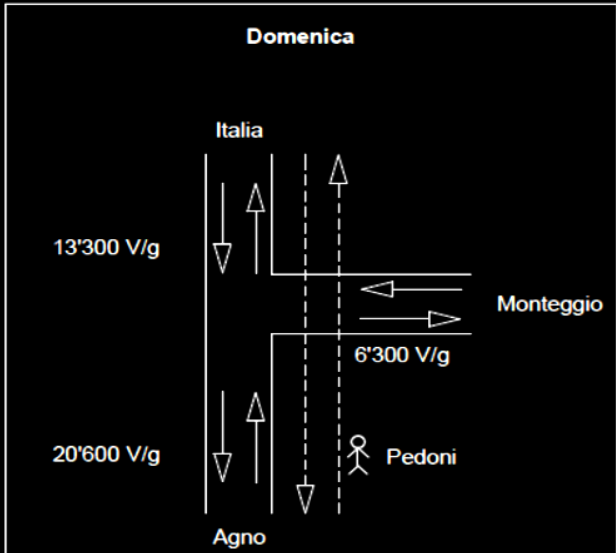 Domenica
Italia
13'300 V/g
Monteggio
6'300 V/g
20'600 V/g
Pedoni
Agno